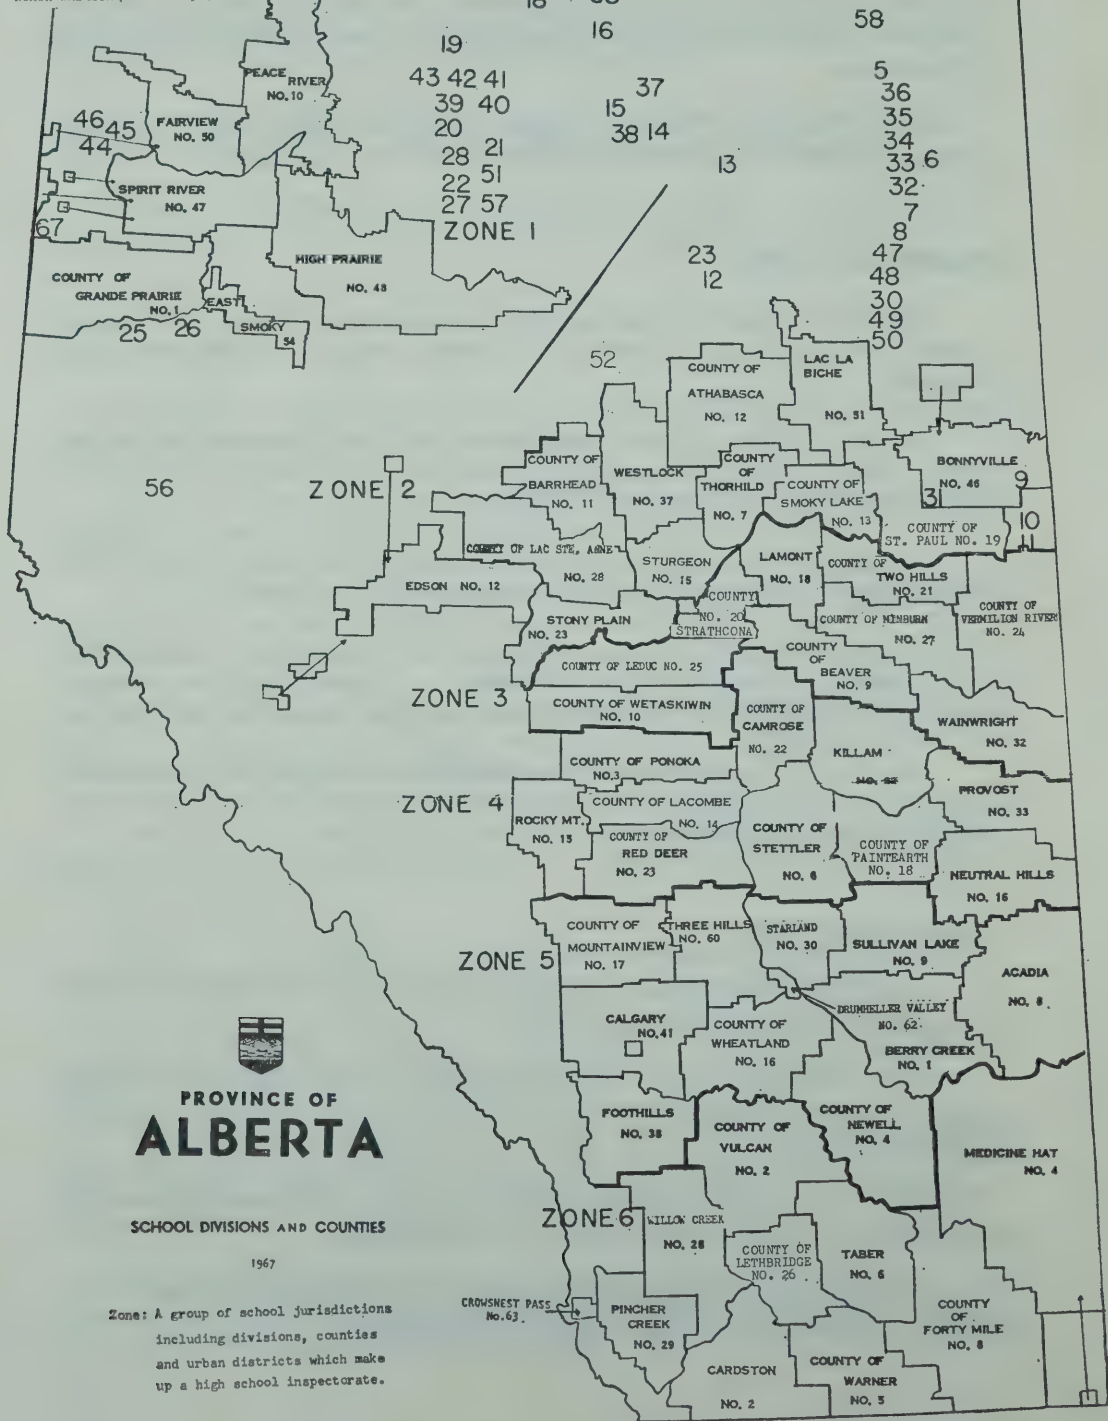 16
58
19
16
PEACE RIVER
NO. 10
43 42 41
37
5
39 40
15
36
20
38 14
35
46 45
44
FAIRVIEW
NO. 50
28 21
34
22 51
13
33 6
27 57
32
SPIRIT RIVER
NO. 47
7
67
ZONE 1
8
COUNTY OF
GRANDE PRAIRIE
NO. 1
HIGH PRAIRIE
NO. 48
23
12
47
48
30
49
50
EAST
SMOKY
54
25 26
52
COUNTY OF
ATHABASCA
NO. 12
LAC LA
BICHE
NO. 51
56
ZONE 2
COUNTY OF
BARRHEAD
NO. 11
WESTLOCK
NO. 37
COUNTY
OF
THORHILD
NO. 7
COUNTY OF
SMOKY LAKE
NO. 13
BONNYVILLE
NO. 46
31
9
10
COUNTY OF
ST. PAUL NO. 19
COUNTY OF LAC STE. ANNE
NO. 28
STURGEON
NO. 15
LAMONT
NO. 18
COUNTY OF
TWO HILLS
NO. 21
EDSON NO. 12
STONY PLAIN
NO. 23
COUNTY
NO. 20
STRATHCONA
COUNTY OF MINBURN
NO. 27
COUNTY OF
VERMILION RIVER
NO. 24
COUNTY OF LEDUC NO. 25
COUNTY
OF
BEAVER
NO. 9
ZONE 3
COUNTY OF WETASKIWIN
NO. 10
COUNTY OF
CAMROSE
NO. 22
WAINWRIGHT
NO. 32
KILLAM
COUNTY OF PONOKA
NO.3
PROVOST
NO. 33
ZONE 4
COUNTY OF LACOMBE
NO. 14
ROCKY MT.
NO. 15
COUNTY OF
RED DEER
NO. 23
COUNTY OF
STETTLER
NO. 6
COUNTY OF
PAINTEARTH
NO. 18
NEUTRAL HILLS
NO. 16
COUNTY OF
MOUNTAINVIEW
NO. 17
THREE HILLS
NO. 60
STARLAND
NO. 30
SULLIVAN LAKE
NO. 9
ZONE 5
ACADIA
NO. 8
CALGARY
NO.41
COUNTY OF
WHEATLAND
NO. 16
DRUMHELLER VALLEY
NO. 62
BERRY CREEK
NO. 1
FOOTHILLS
NO. 38
COUNTY OF
VULCAN
NO. 2
COUNTY OF
NEWELL
NO. 4
MEDICINE HAT
NO. 4
ZONE 6
WILLOW CREEK
NO. 28
COUNTY OF
LETHBRIDGE
NO. 26
TABER
NO. 6
CROWSNEST PASS
No.63.
PINCHER
CREEK
NO. 29
COUNTY
OF
FORTY MILE
NO. 8
CARDSTON
NO. 2
COUNTY OF
WARNER
NO. 5
PROVINCE OF
ALBERTA
SCHOOL DIVISIONS AND COUNTIES
1967
Zone: A group of school jurisdictions
including divisions, counties
and urban districts which make
up a high school inspectorate.